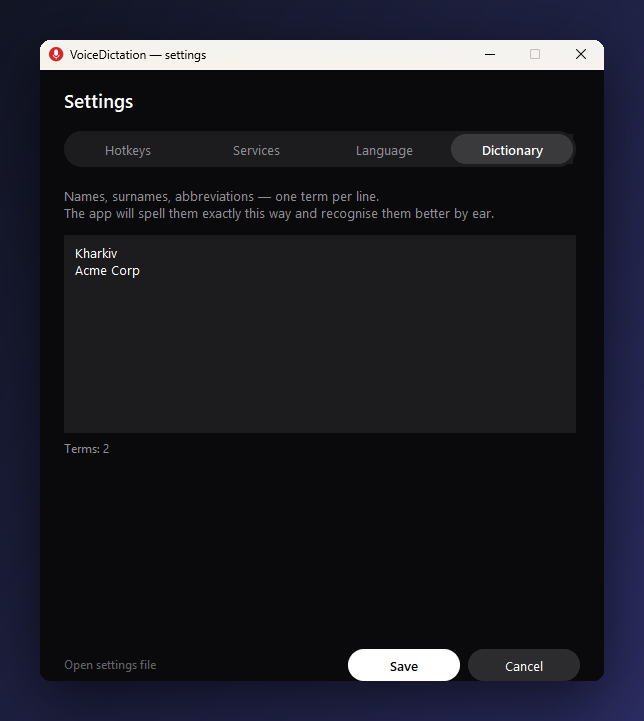 VoiceDictation — settings
Settings
Hotkeys Services Language Dictionary
Names, surnames, abbreviations — one term per line.
The app will spell them exactly this way and recognise them better by ear.
Kharkiv
Acme Corp
Terms: 2
Open settings file Save Cancel